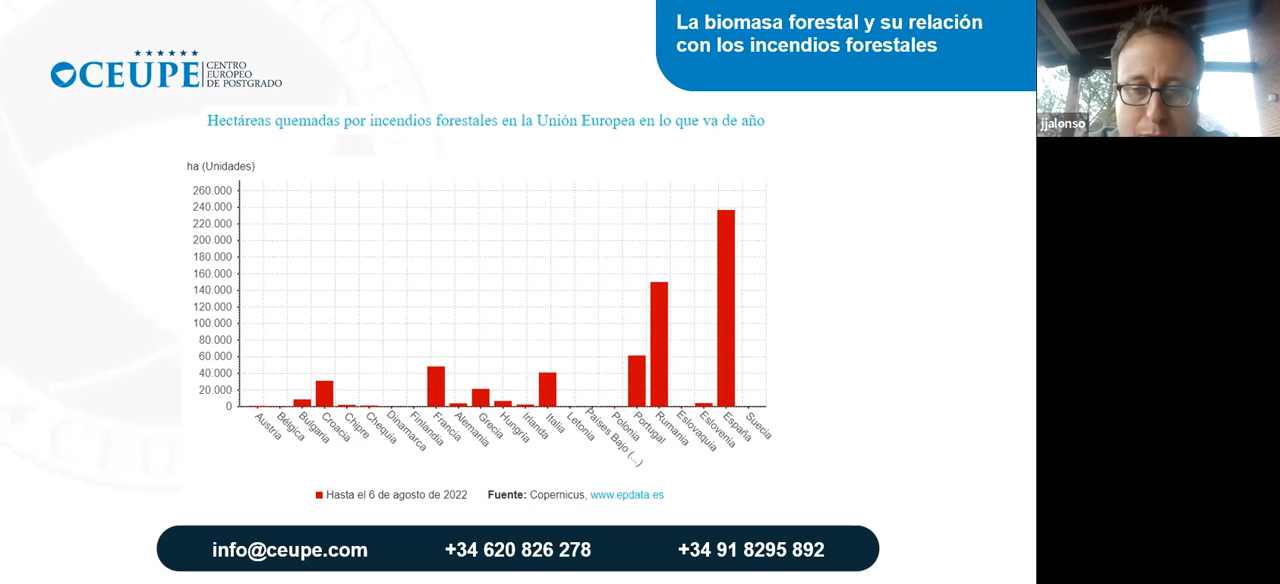 La biomasa forestal y su relación
con los incendios forestales
CEUPE
CENTRO
EUROPEO
DE POSTGRADO
jjalonso
Hectáreas quemadas por incendios forestales en la Unión Europea en lo que va de año
ha (Unidades)
260.000
240.000
220.000
200.000
180.000
160.000
140.000
120.000
100.000
80.000
60.000
40.000
20.000
0
Austria
Bélgica
Bulgaria
Croacia
Chipre
Chequia
Dinamarca
Finlandia
Francia
Alemania
Grecia
Hungría
Irlanda
Italia
Letonia
Países Bajo (...)
Polonia
Portugal
Rumania
Eslovaquia
Eslovenia
España
Suecia
Hasta el 6 de agosto de 2022 Fuente: Copernicus, www.epdata.es
info@ceupe.com +34 620 826 278 +34 91 8295 892